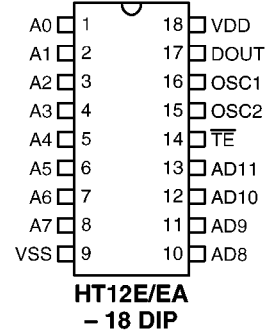 A0 1 18 VDD
A1 2 17 DOUT
A2 3 16 OSC1
A3 4 15 OSC2
A4 5 14 T̅E̅
A5 6 13 AD11
A6 7 12 AD10
A7 8 11 AD9
VSS 9 10 AD8
HT12E/EA
– 18 DIP